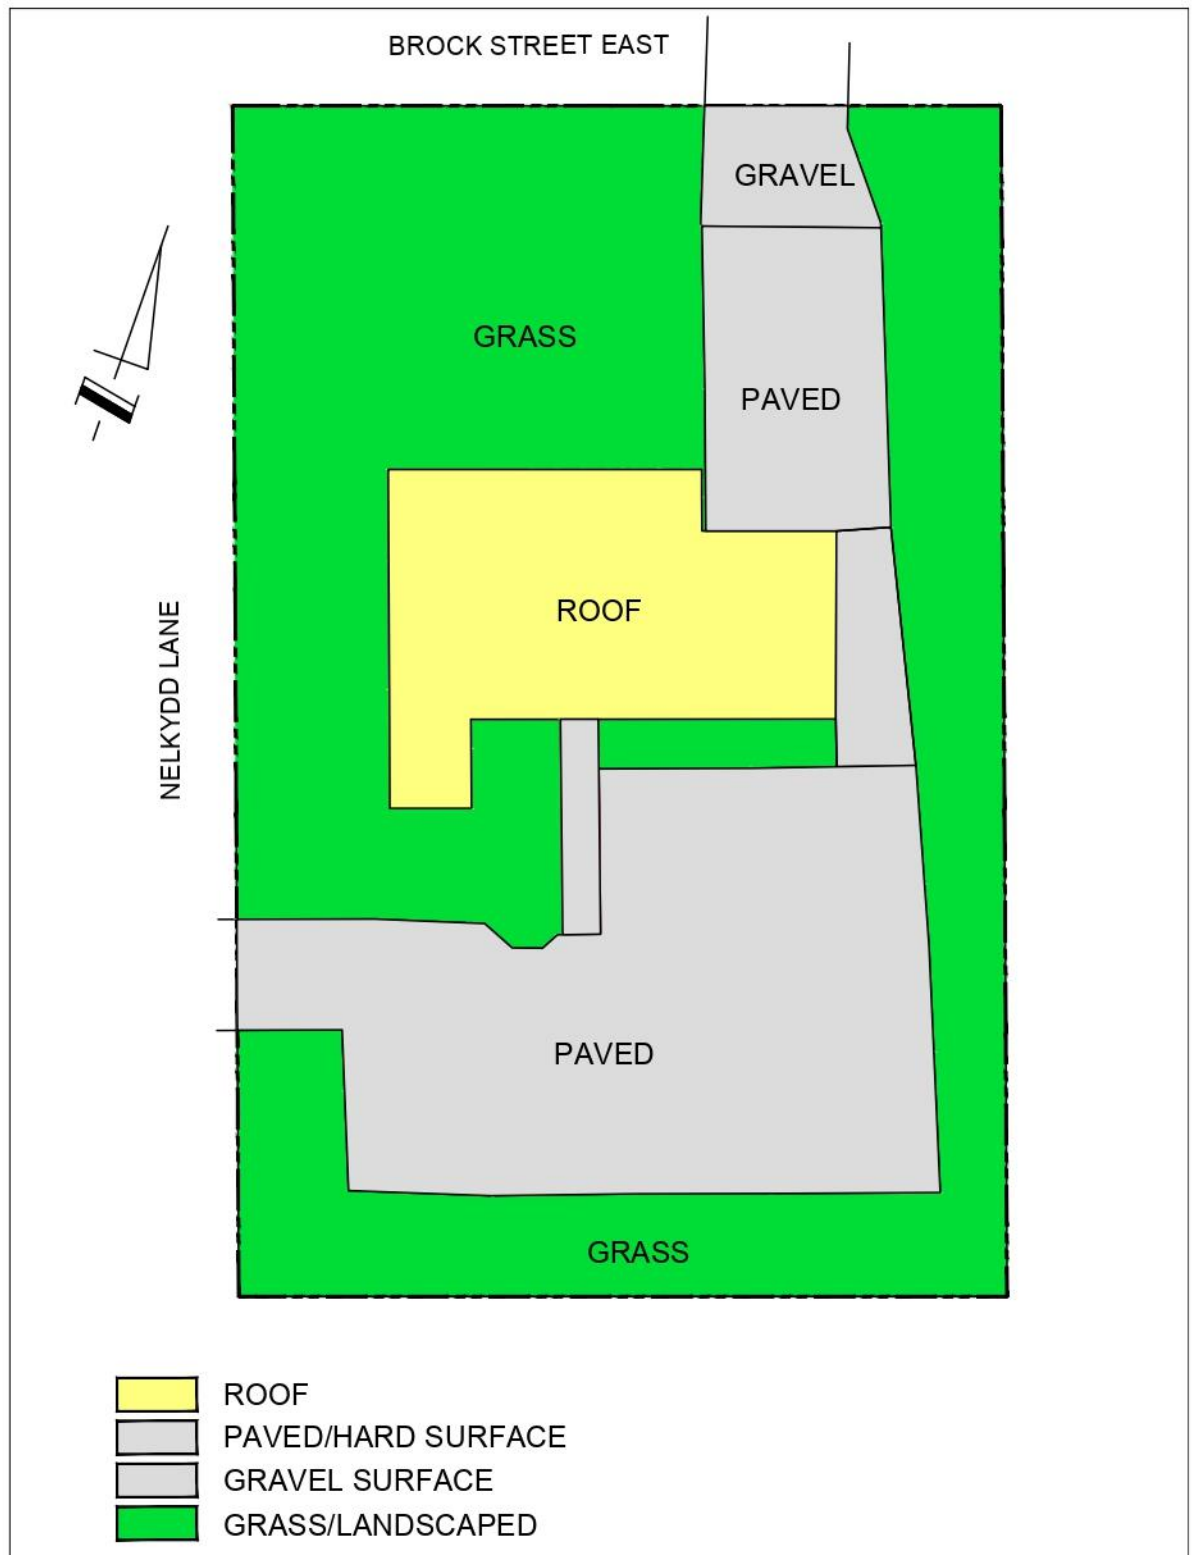 BROCK STREET EAST
GRAVEL
GRASS
PAVED
ROOF
NELKYDD LANE
PAVED
GRASS
ROOF
PAVED/HARD SURFACE
GRAVEL SURFACE
GRASS/LANDSCAPED